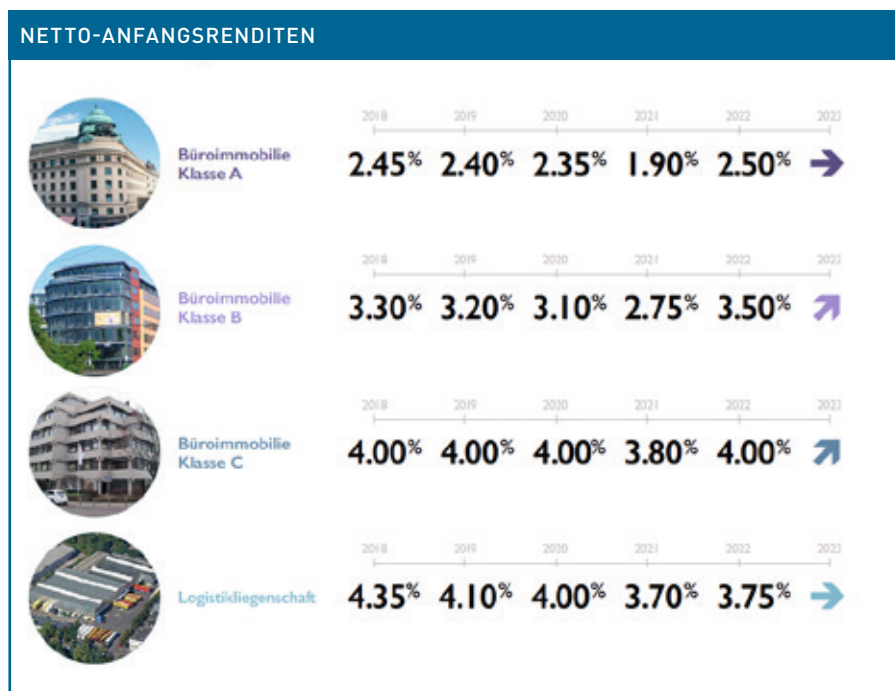 NETTO-ANFANGSRENDITEN
2018 2019 2020 2021 2022 2023
Büroimmobilie
Klasse A
2.45% 2.40% 2.35% 1.90% 2.50%
2018 2019 2020 2021 2022 2023
Büroimmobilie
Klasse B
3.30% 3.20% 3.10% 2.75% 3.50%
2018 2019 2020 2021 2022 2023
Büroimmobilie
Klasse C
4.00% 4.00% 4.00% 3.80% 4.00%
2018 2019 2020 2021 2022 2023
Logistikliegenschaft
4.35% 4.10% 4.00% 3.70% 3.75%